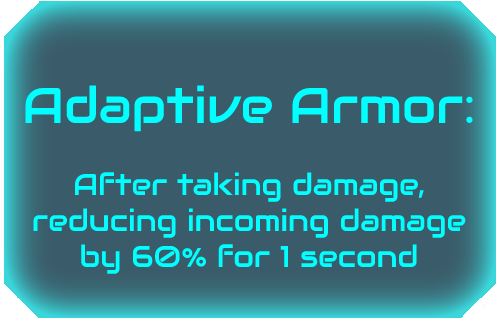 Adaptive Armor:
After taking damage,
reducing incoming damage
by 60% for 1 second